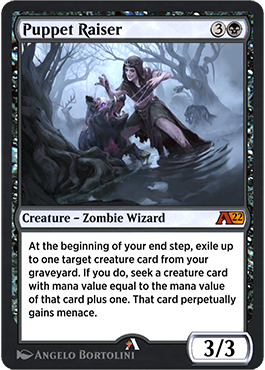 Puppet Raiser 3
Creature – Zombie Wizard A22
At the beginning of your end step, exile up
to one target creature card from your
graveyard. If you do, seek a creature card
with mana value equal to the mana value
of that card plus one. That card perpetually
gains menace.
3/3
Angelo Bortolini